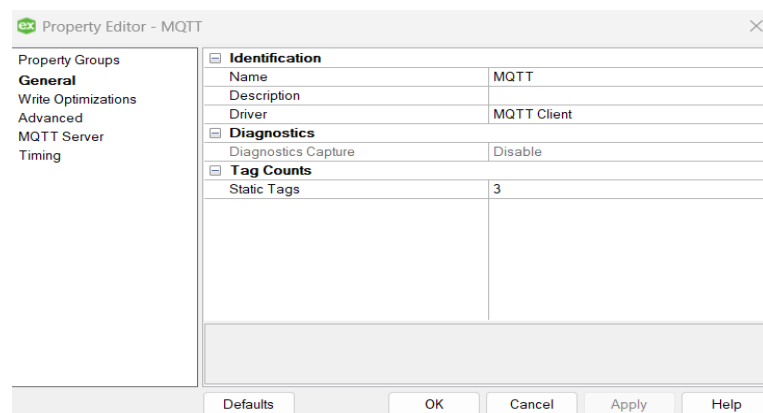 ex Property Editor - MQTT
Property Groups
General
Write Optimizations
Advanced
MQTT Server
Timing
Identification
Name MQTT
Description
Driver MQTT Client
Diagnostics
Diagnostics Capture Disable
Tag Counts
Static Tags 3
Defaults OK Cancel Apply Help